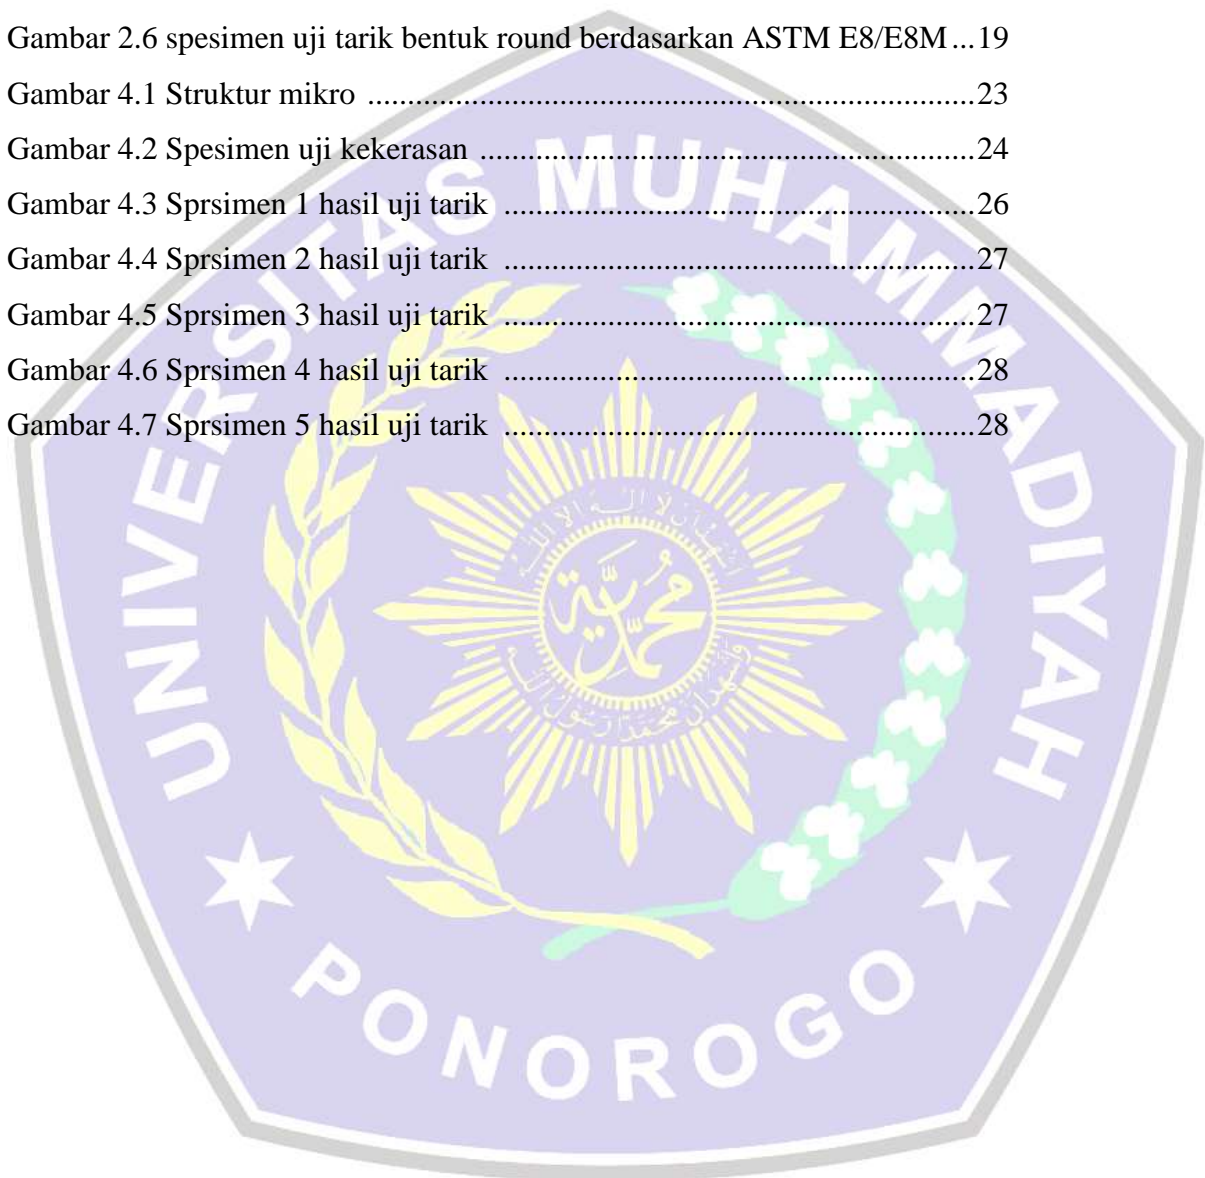 Gambar 2.6 spesimen uji tarik bentuk round berdasarkan ASTM E8/E8M...19
Gambar 4.1 Struktur mikro ................................................................................23
Gambar 4.2 Spesimen uji kekerasan ..............................................................24
Gambar 4.3 Sprsimen 1 hasil uji tarik ...........................................................26
Gambar 4.4 Sprsimen 2 hasil uji tarik ...........................................................27
Gambar 4.5 Sprsimen 3 hasil uji tarik ...........................................................27
Gambar 4.6 Sprsimen 4 hasil uji tarik ...........................................................28
Gambar 4.7 Sprsimen 5 hasil uji tarik ...........................................................28
UNIVERSITAS MUHAMMADIYAH
PONOROGO
محمدية